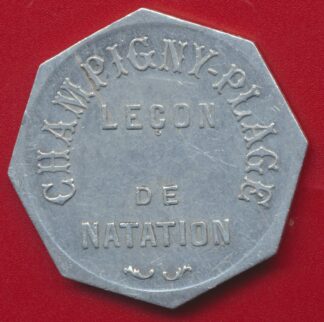 CHAMPIGNY-PLAGE
LEÇON
DE
NATATION